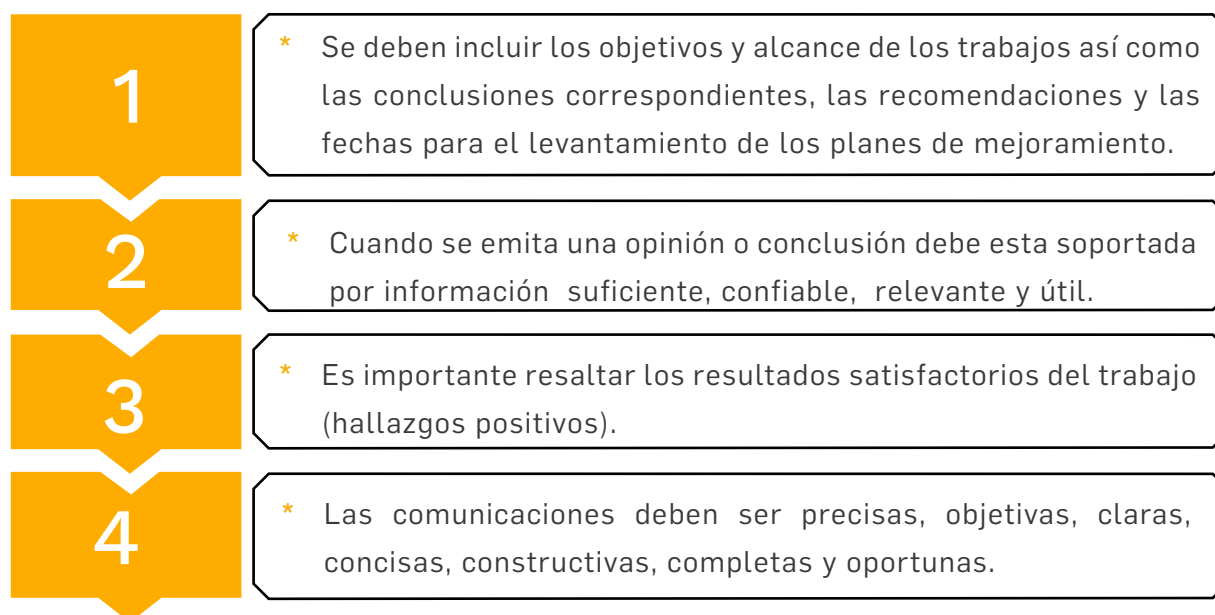 1
* Se deben incluir los objetivos y alcance de los trabajos así como
las conclusiones correspondientes, las recomendaciones y las
fechas para el levantamiento de los planes de mejoramiento.
2
* Cuando se emita una opinión o conclusión debe esta soportada
por información suficiente, confiable, relevante y útil.
3
* Es importante resaltar los resultados satisfactorios del trabajo
(hallazgos positivos).
4
* Las comunicaciones deben ser precisas, objetivas, claras,
concisas, constructivas, completas y oportunas.